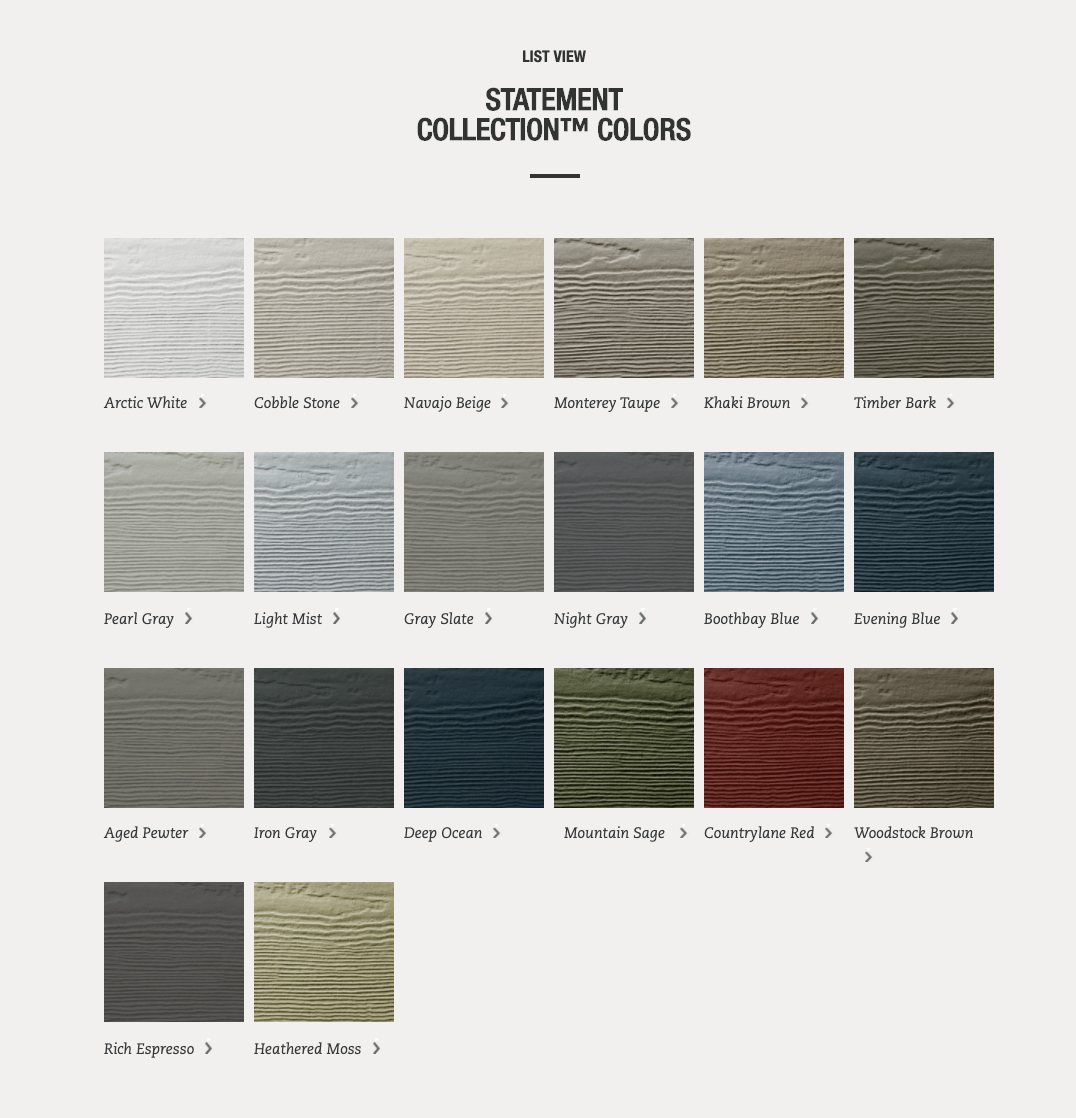 LIST VIEW
STATEMENT
COLLECTION™ COLORS
Arctic White
Cobble Stone
Navajo Beige
Monterey Taupe
Khaki Brown
Timber Bark
Pearl Gray
Light Mist
Gray Slate
Night Gray
Boothbay Blue
Evening Blue
Aged Pewter
Iron Gray
Deep Ocean
Mountain Sage
Countrylane Red
Woodstock Brown
Rich Espresso
Heathered Moss